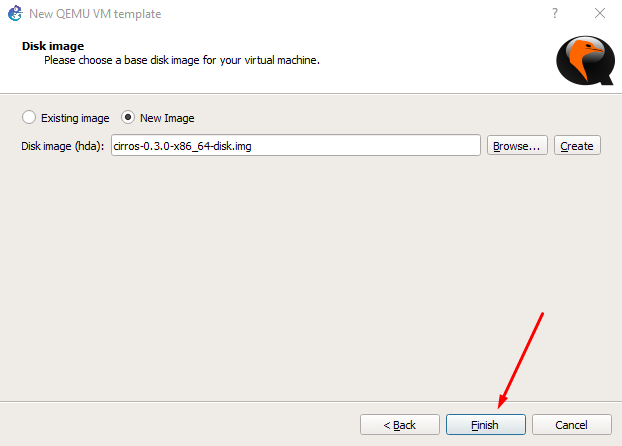 New QEMU VM template
Disk image
Please choose a base disk image for your virtual machine.
Existing image
New Image
Disk image (hda):
cirros-0.3.0-x86_64-disk.img
Browse...
Create
< Back
Finish
Cancel